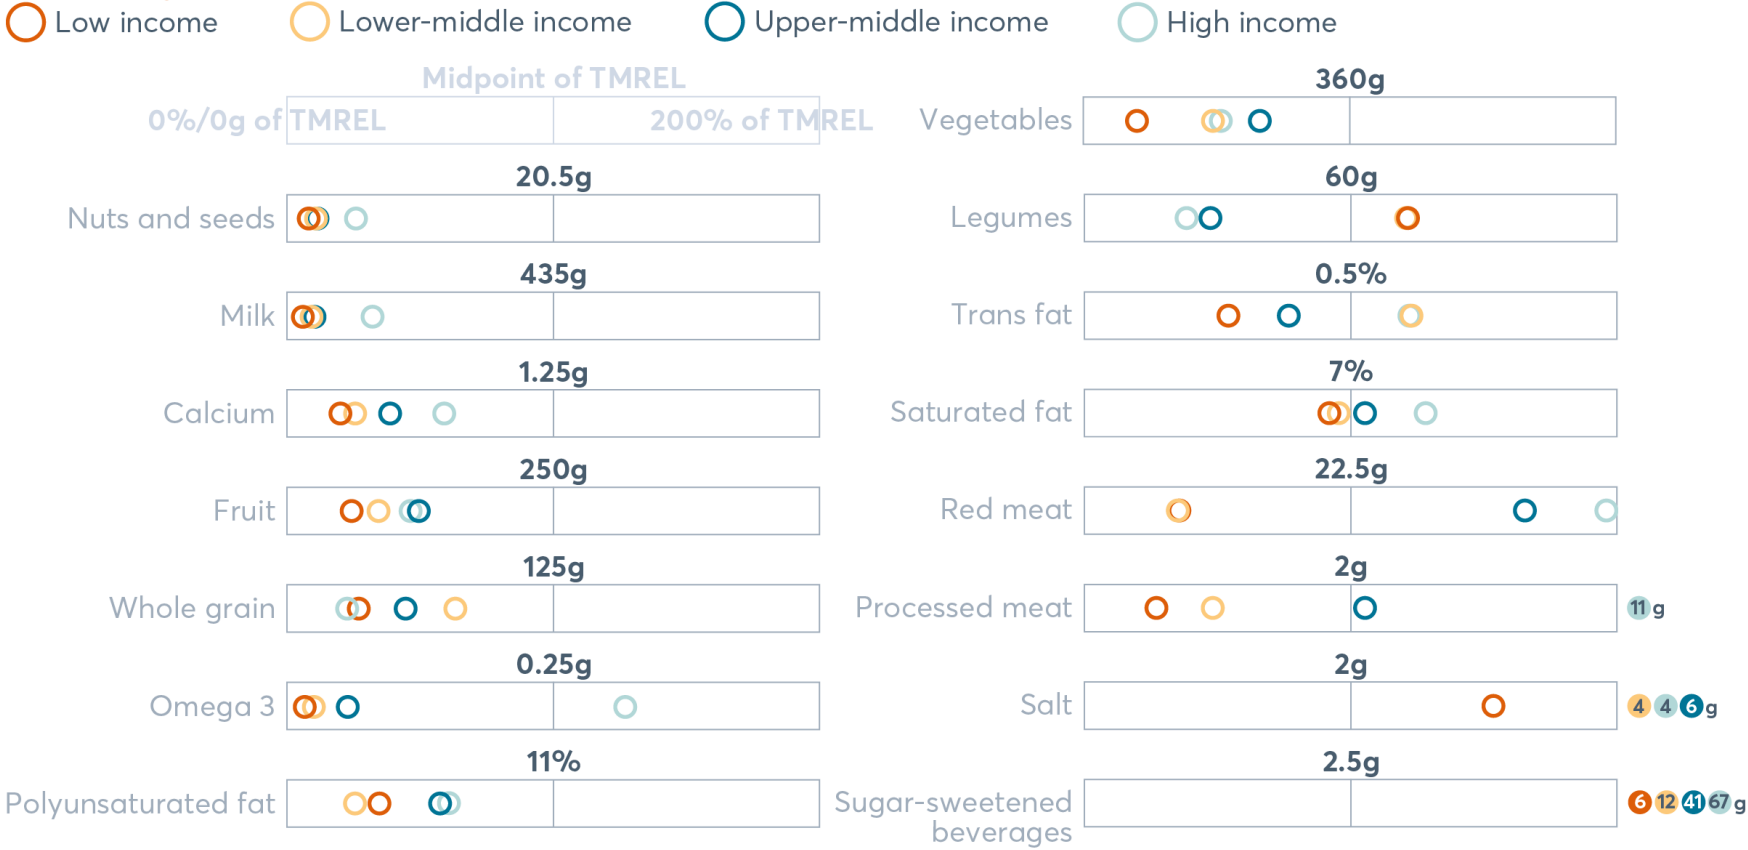 Low income
Lower-middle income
Upper-middle income
High income
Midpoint of TMREL
0%/0g of TMREL
200% of TMREL
20.5g
Nuts and seeds
435g
Milk
1.25g
Calcium
250g
Fruit
125g
Whole grain
0.25g
Omega 3
11%
Polyunsaturated fat
360g
Vegetables
60g
Legumes
0.5%
Trans fat
7%
Saturated fat
22.5g
Red meat
2g
Processed meat
11 g
2g
Salt
4 4 6 g
2.5g
Sugar-sweetened
beverages
6 12 41 67 g